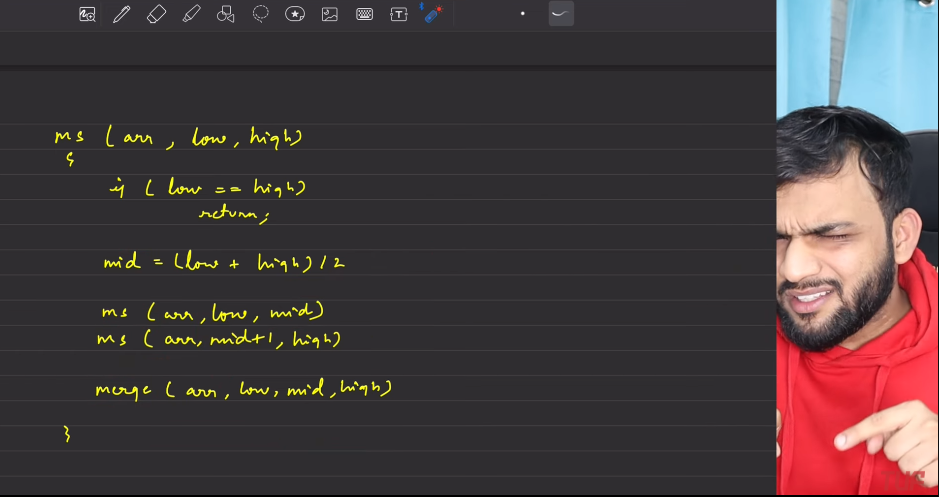 ms (arr, low, high)
{
if (low == high)
return;
mid = (low + high) / 2
ms (arr, low, mid)
ms (arr, mid+1, high)
merge (arr, low, mid, high)
}